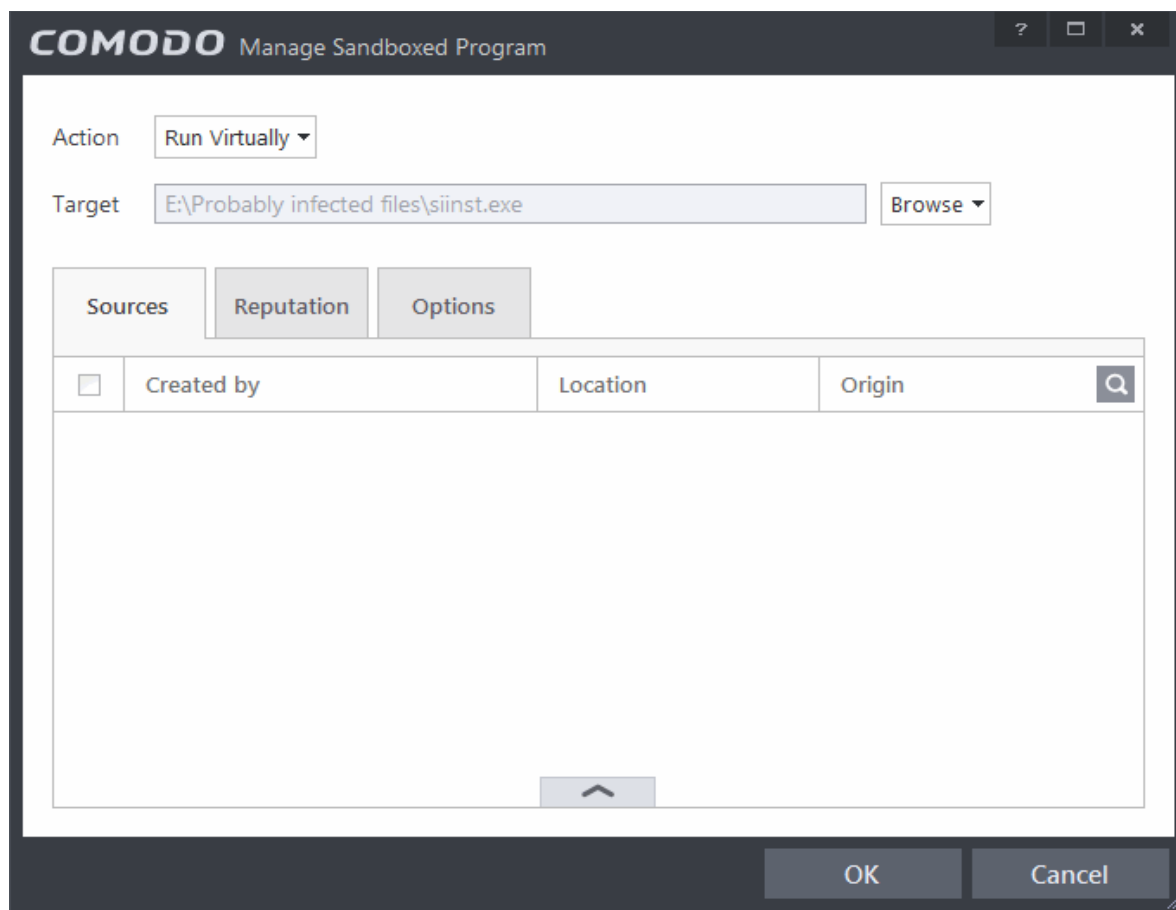 COMODO Manage Sandboxed Program ?
Action Run Virtually
Target E:\Probably infected files\siinst.exe Browse
Sources Reputation Options
Created by Location Origin
OK Cancel